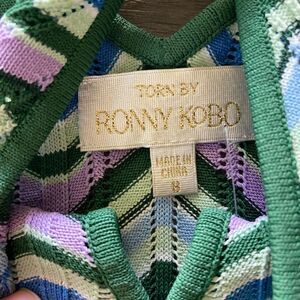 TORN BY
RONNY KOBO
MADE IN
CHINA
S